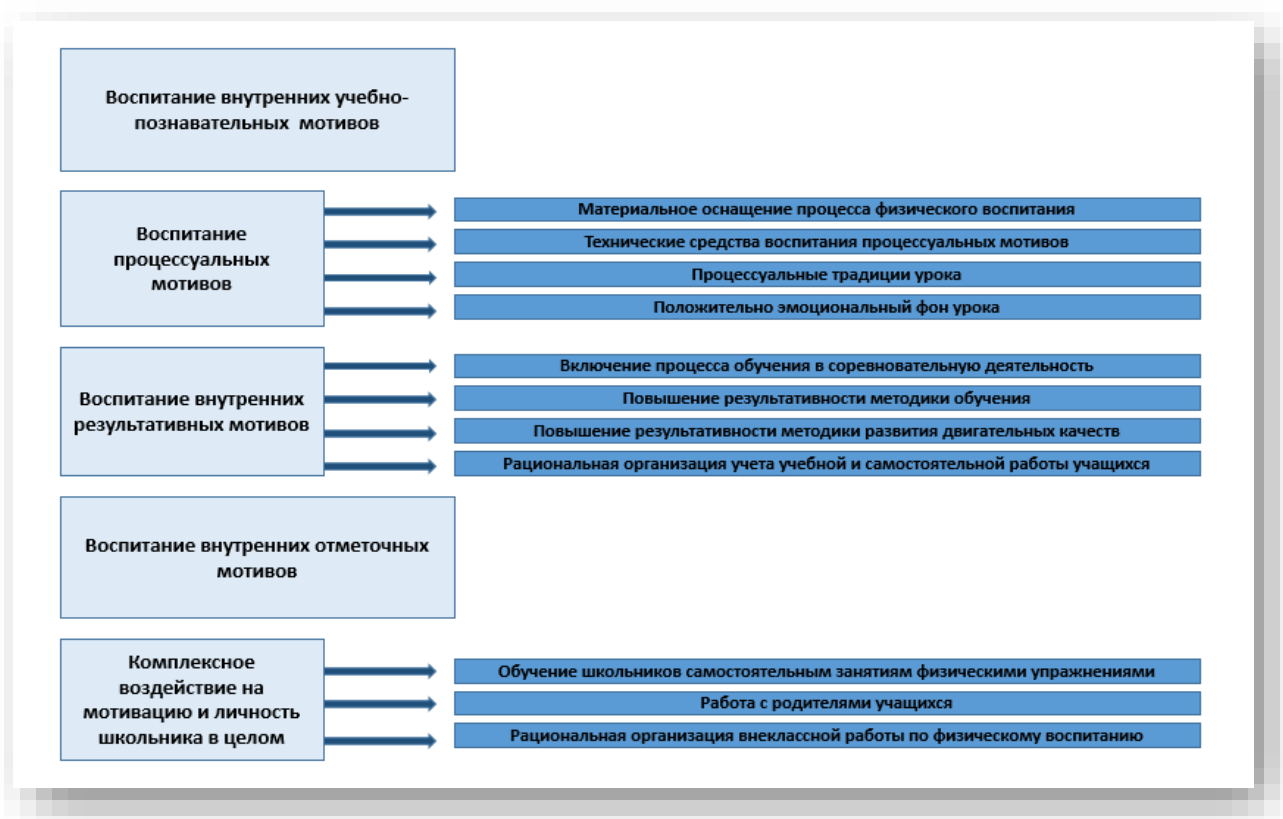 Воспитание внутренних учебно-
познавательных мотивов
Воспитание
процессуальных
мотивов
Материальное оснащение процесса физического воспитания
Технические средства воспитания процессуальных мотивов
Процессуальные традиции урока
Положительно эмоциональный фон урока
Воспитание внутренних
результативных мотивов
Включение процесса обучения в соревновательную деятельность
Повышение результативности методики обучения
Повышение результативности методики развития двигательных качеств
Рациональная организация учета учебной и самостоятельной работы учащихся
Воспитание внутренних отметочных
мотивов
Комплексное
воздействие на
мотивацию и личность
школьника в целом
Обучение школьников самостоятельным занятиям физическими упражнениями
Работа с родителями учащихся
Рациональная организация внеклассной работы по физическому воспитанию